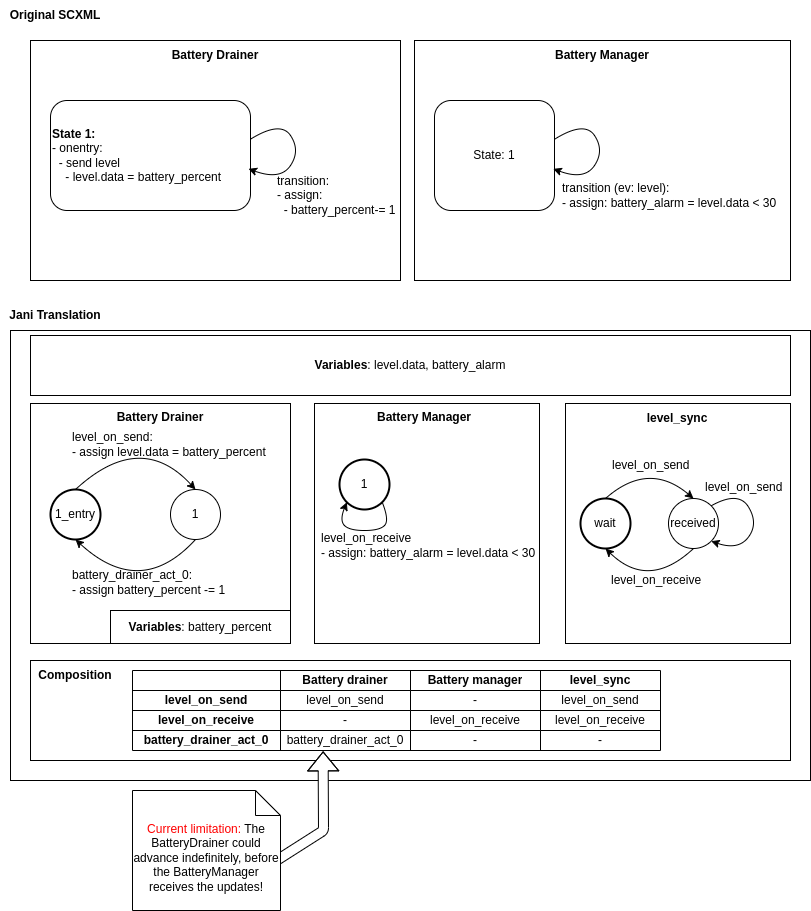 Original SCXML
Battery Drainer
State 1:
- onentry:
- send level
- level.data = battery_percent
transition:
- assign:
- battery_percent-= 1
Battery Manager
State: 1
transition (ev: level):
- assign: battery_alarm = level.data < 30
Jani Translation
Variables: level.data, battery_alarm
Battery Drainer
level_on_send:
- assign level.data = battery_percent
1_entry
1
battery_drainer_act_0:
- assign battery_percent -= 1
Variables: battery_percent
Battery Manager
1
level_on_receive
- assign: battery_alarm = level.data < 30
level_sync
level_on_send
level_on_send
wait
received
level_on_receive
Composition
Battery drainer Battery manager level_sync
level_on_send level_on_send - level_on_send
level_on_receive - level_on_receive level_on_receive
battery_drainer_act_0 battery_drainer_act_0 - -
Current limitation: The
BatteryDrainer could
advance indefinitely, before
the BatteryManager
receives the updates!